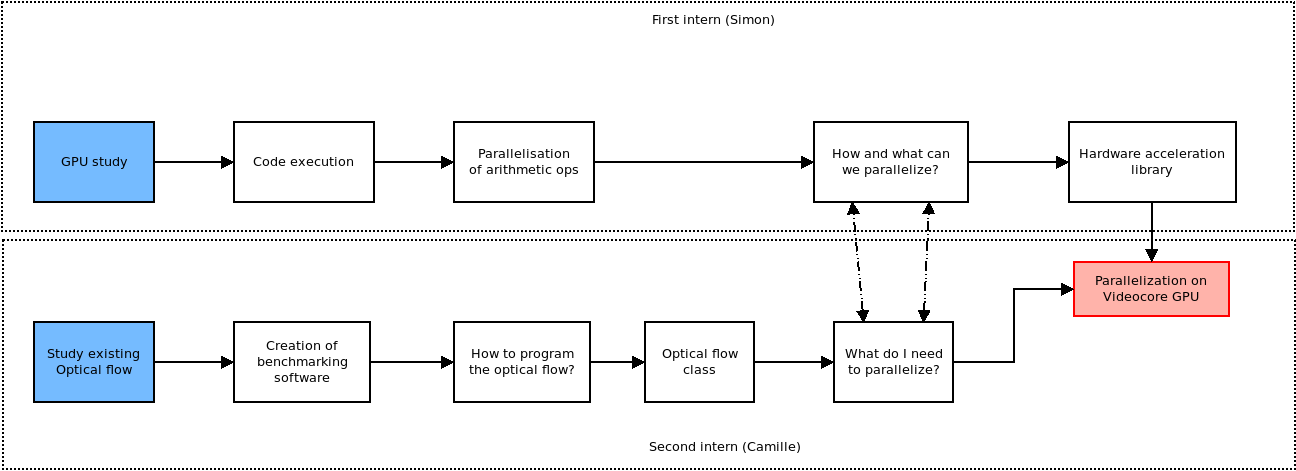 First intern (Simon)
GPU study
Code execution
Parallelisation
of arithmetic ops
How and what can
we parallelize?
Hardware acceleration
library
Parallelization on
Videocore GPU
Study existing
Optical flow
Creation of
benchmarking
software
How to program
the optical flow?
Optical flow
class
What do I need
to parallelize?
Second intern (Camille)